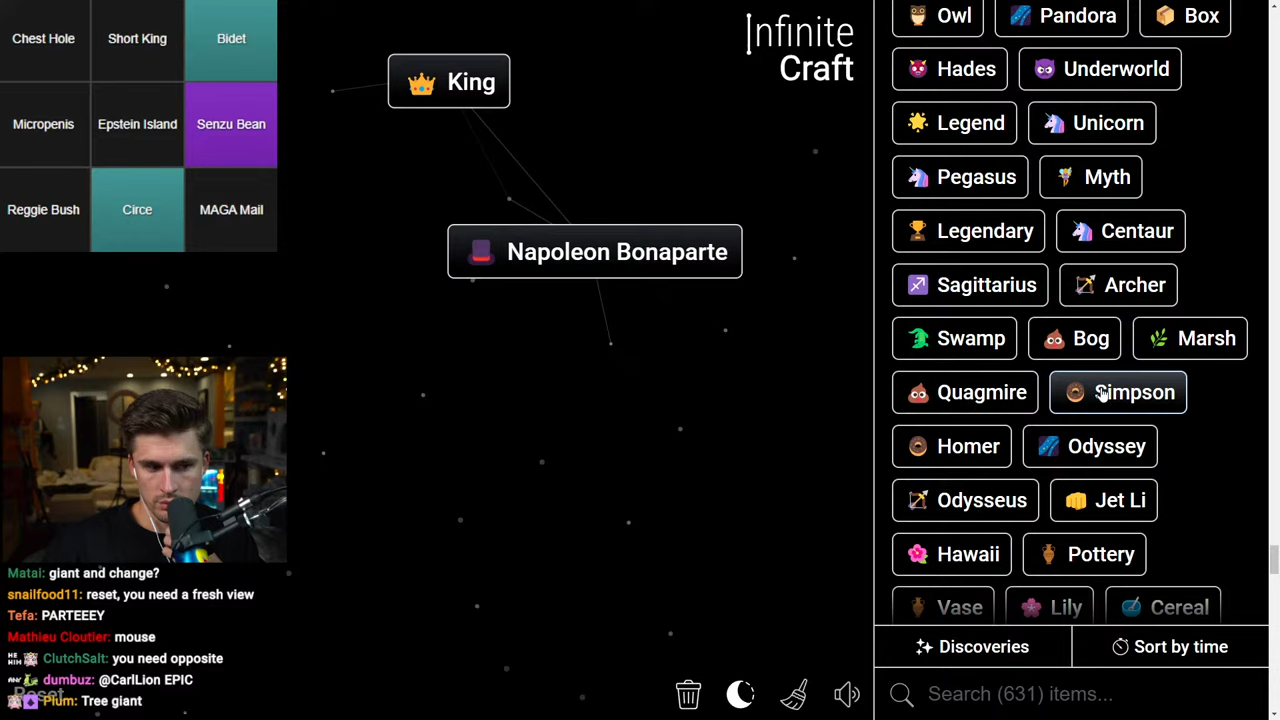 Chest Hole
Short King
Bidet
Micropenis
Epstein Island
Senzu Bean
Reggie Bush
Circe
MAGA Mail
King
Napoleon Bonaparte
Infinite
Craft
Owl
Pandora
Box
Hades
Underworld
Legend
Unicorn
Pegasus
Myth
Legendary
Centaur
Sagittarius
Archer
Swamp
Bog
Marsh
Quagmire
Simpson
Homer
Odyssey
Odysseus
Jet Li
Hawaii
Pottery
Vase
Lily
Cereal
Discoveries
Sort by time
Search (631) items...
Matai: giant and change?
snailfood11: reset, you need a fresh view
Tefa: PARTEEEY
Mathieu Cloutier: mouse
HE HIM ClutchSalt: you need opposite
dumbuz: @CarlLion EPIC
Plum: Tree giant
Reset